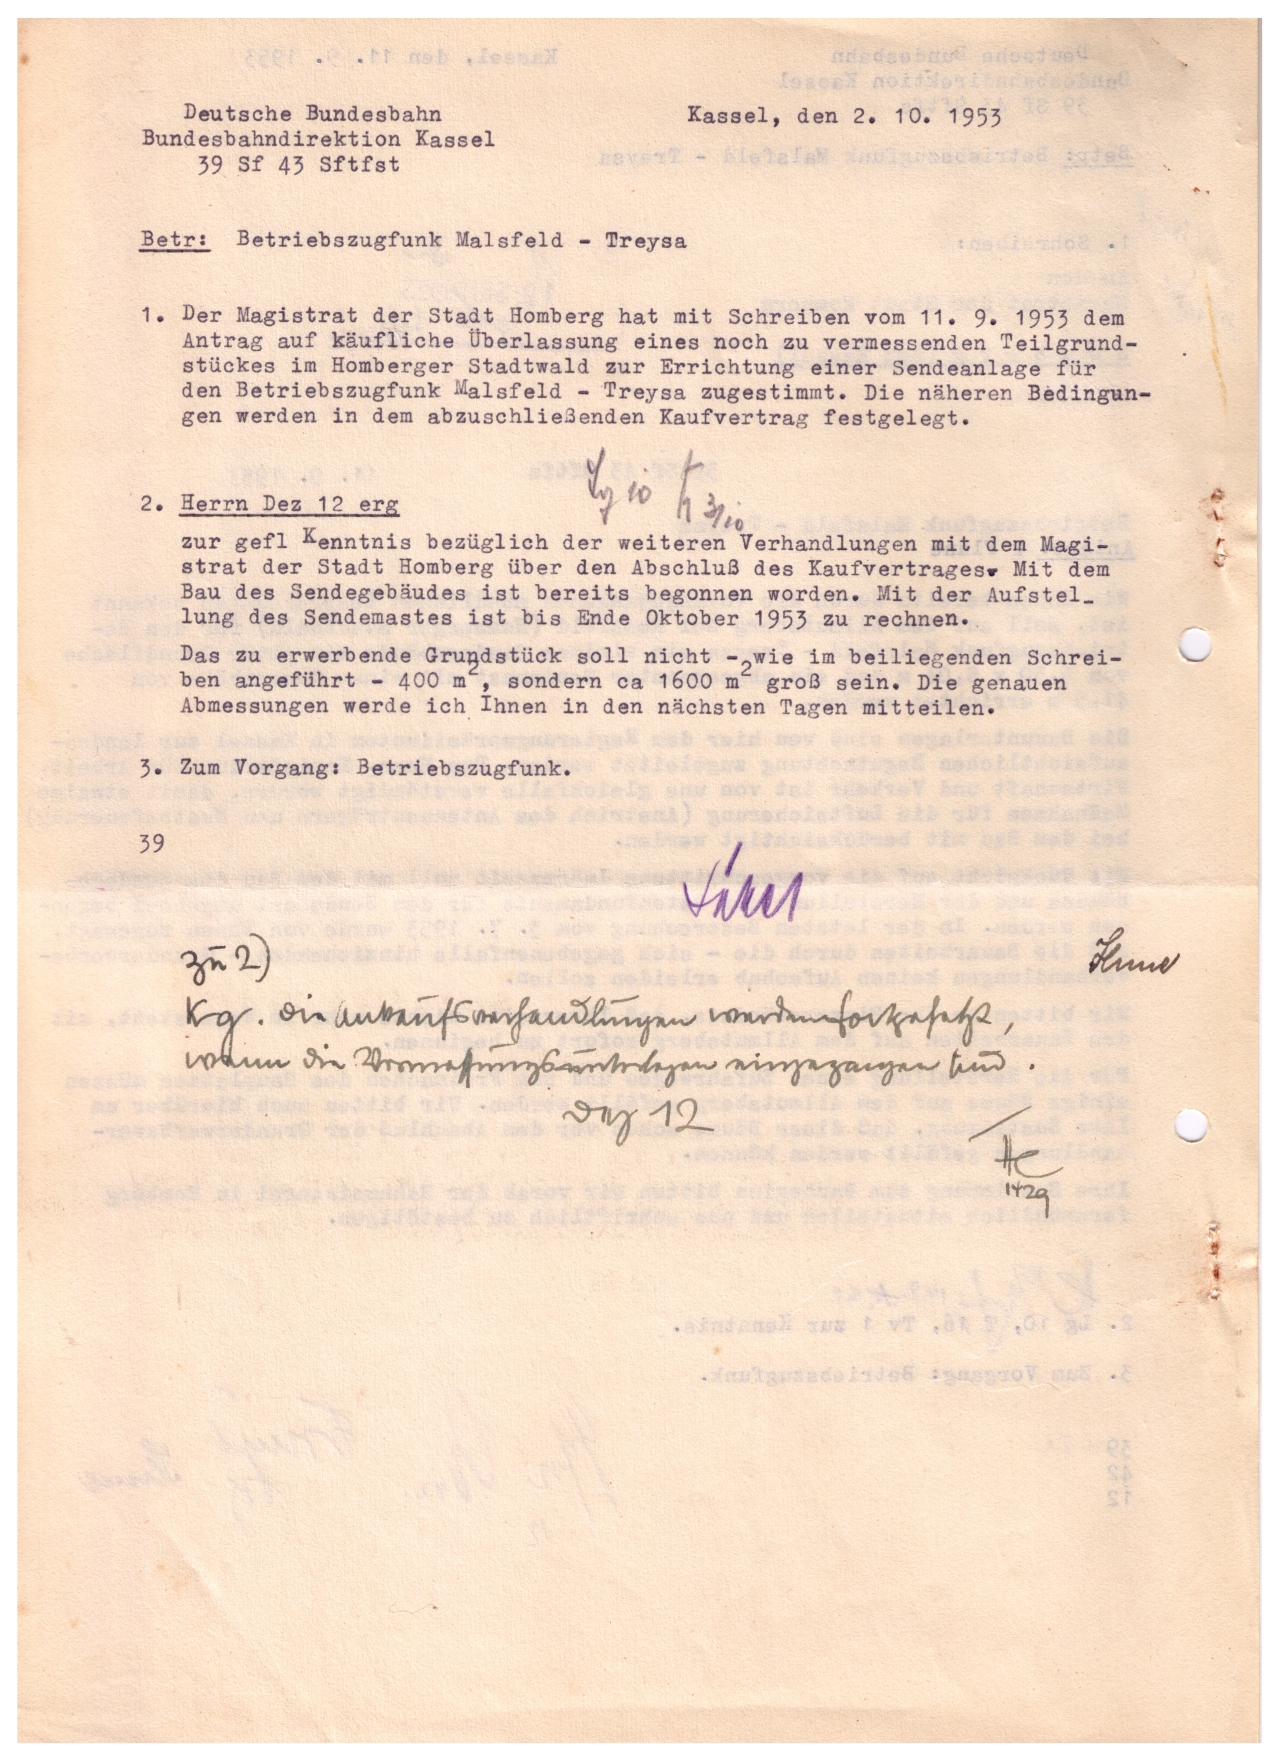 Deutsche Bundesbahn
Bundesbahndirektion Kassel
39 Sf 43 Sftfst
Kassel, den 2. 10. 1953
Betr: Betriebszugfunk Malsfeld - Treysa
1. Der Magistrat der Stadt Homberg hat mit Schreiben vom 11. 9. 1953 dem
Antrag auf käufliche Überlassung eines noch zu vermessenden Teilgrund-
stückes im Homberger Stadtwald zur Errichtung einer Sendeanlage für
den Betriebszugfunk Malsfeld - Treysa zugestimmt. Die näheren Bedingun-
gen werden in dem abzuschließenden Kaufvertrag festgelegt.
Lg 10 3/10
2. Herrn Dez 12 erg
zur gefl Kenntnis bezüglich der weiteren Verhandlungen mit dem Magi-
strat der Stadt Homberg über den Abschluß des Kaufvertrages. Mit dem
Bau des Sendegebäudes ist bereits begonnen worden. Mit der Aufstel_
lung des Sendemastes ist bis Ende Oktober 1953 zu rechnen.
Das zu erwerbende Grundstück soll nicht - wie im beiliegenden Schrei-
ben angeführt - 400 m², sondern ca 1600 m² groß sein. Die genauen
Abmessungen werde ich Ihnen in den nächsten Tagen mitteilen.
3. Zum Vorgang: Betriebszugfunk.
39
zu 2)
Kg. die Ankaufsverhandlungen werden fortgesetzt,
wenn die Vermessungsunterlagen eingegangen sind.
Dez 12